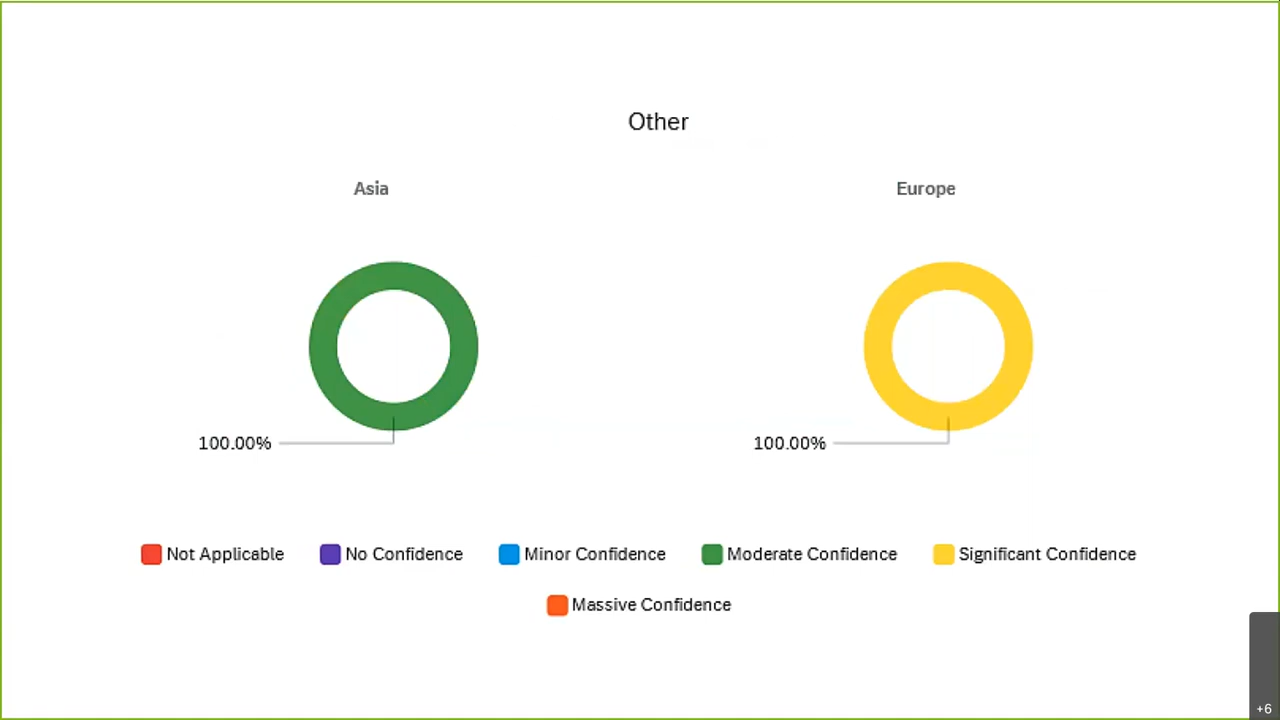 Other
Asia
Europe
100.00%
100.00%
Not Applicable
No Confidence
Minor Confidence
Moderate Confidence
Significant Confidence
Massive Confidence
+6